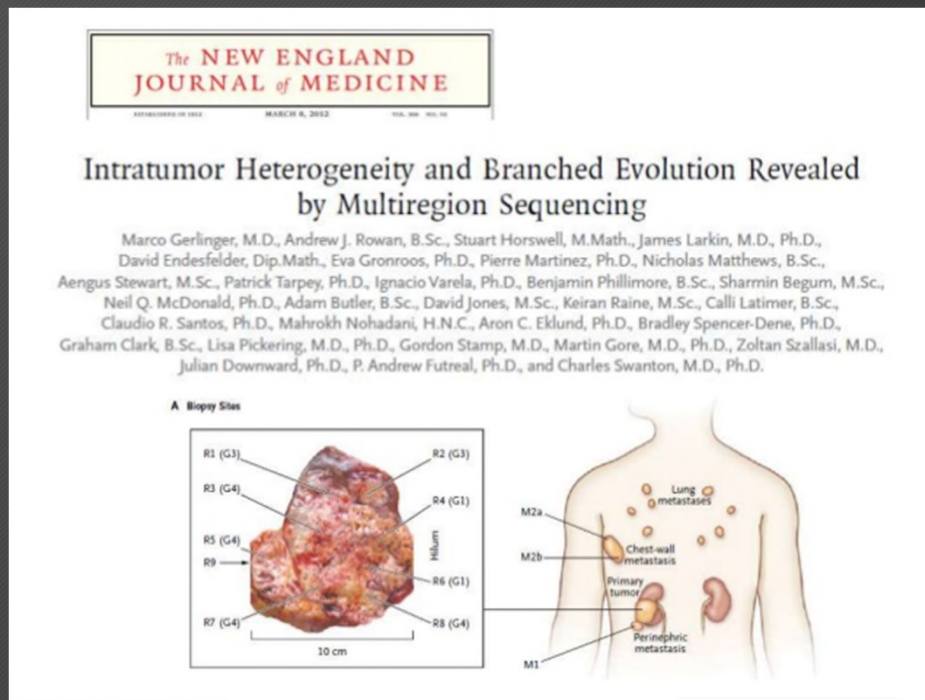 The NEW ENGLAND
JOURNAL of MEDICINE
ESTABLISHED IN 1812 MARCH 8, 2012 VOL. 366 NO. 10
Intratumor Heterogeneity and Branched Evolution Revealed
by Multiregion Sequencing
Marco Gerlinger, M.D., Andrew J. Rowan, B.Sc., Stuart Horswell, M.Math., James Larkin, M.D., Ph.D.,
David Endesfelder, Dip.Math., Eva Gronroos, Ph.D., Pierre Martinez, Ph.D., Nicholas Matthews, B.Sc.,
Aengus Stewart, M.Sc., Patrick Tarpey, Ph.D., Ignacio Varela, Ph.D., Benjamin Phillimore, B.Sc., Sharmin Begum, M.Sc.,
Neil Q. McDonald, Ph.D., Adam Butler, B.Sc., David Jones, M.Sc., Keiran Raine, M.Sc., Calli Latimer, B.Sc.,
Claudio R. Santos, Ph.D., Mahrokh Nohadani, H.N.C., Aron C. Eklund, Ph.D., Bradley Spencer-Dene, Ph.D.,
Graham Clark, B.Sc., Lisa Pickering, M.D., Ph.D., Gordon Stamp, M.D., Martin Gore, M.D., Ph.D., Zoltan Szallasi, M.D.,
Julian Downward, Ph.D., P. Andrew Futreal, Ph.D., and Charles Swanton, M.D., Ph.D.
A Biopsy Sites
R1 (G3)
R2 (G3)
R3 (G4)
R4 (G1)
R5 (G4)
R9
Hilum
R6 (G1)
R7 (G4)
R8 (G4)
10 cm
Lung
metastases
M2a
M2b
Chest-wall
metastasis
Primary
tumor
Perinephric
metastasis
M1